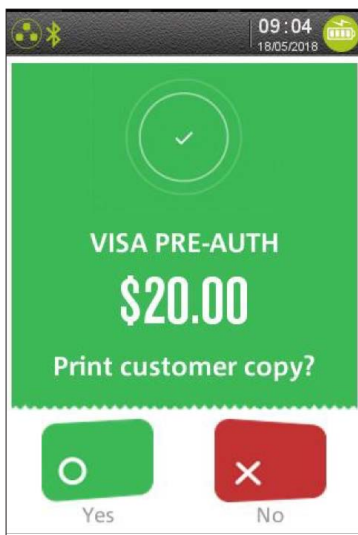 09:04
18/05/2018
VISA PRE-AUTH
$20.00
Print customer copy?
Yes
No